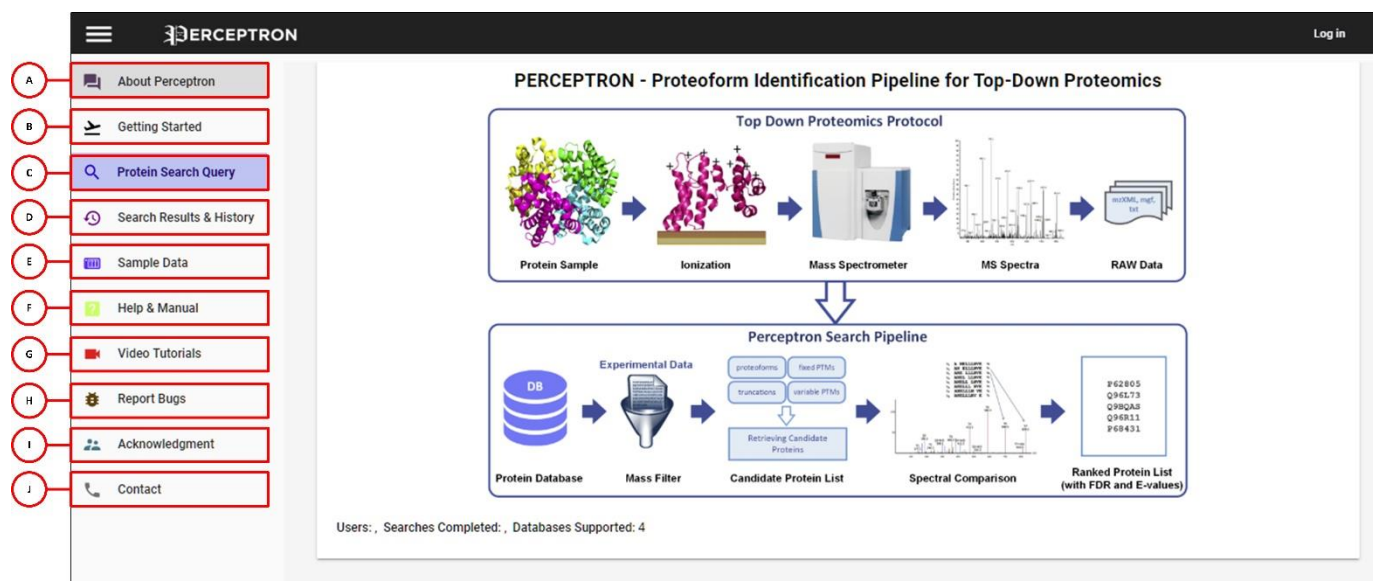 PERCEPTRON
Log in
A
About Perceptron
B
Getting Started
C
Protein Search Query
D
Search Results & History
E
Sample Data
F
Help & Manual
G
Video Tutorials
H
Report Bugs
I
Acknowledgment
J
Contact
PERCEPTRON - Proteoform Identification Pipeline for Top-Down Proteomics
Top Down Proteomics Protocol
mzXML, mgf,
txt
Protein Sample
Ionization
Mass Spectrometer
MS Spectra
RAW Data
Perceptron Search Pipeline
Experimental Data
DB
proteoforms
fixed PTMs
truncations
variable PTMs
Retrieving Candidate
Proteins
P62805
Q96L73
Q9BQAS
Q96R11
P68431
Protein Database
Mass Filter
Candidate Protein List
Spectral Comparison
Ranked Protein List
(with FDR and E-values)
Users: , Searches Completed: , Databases Supported: 4